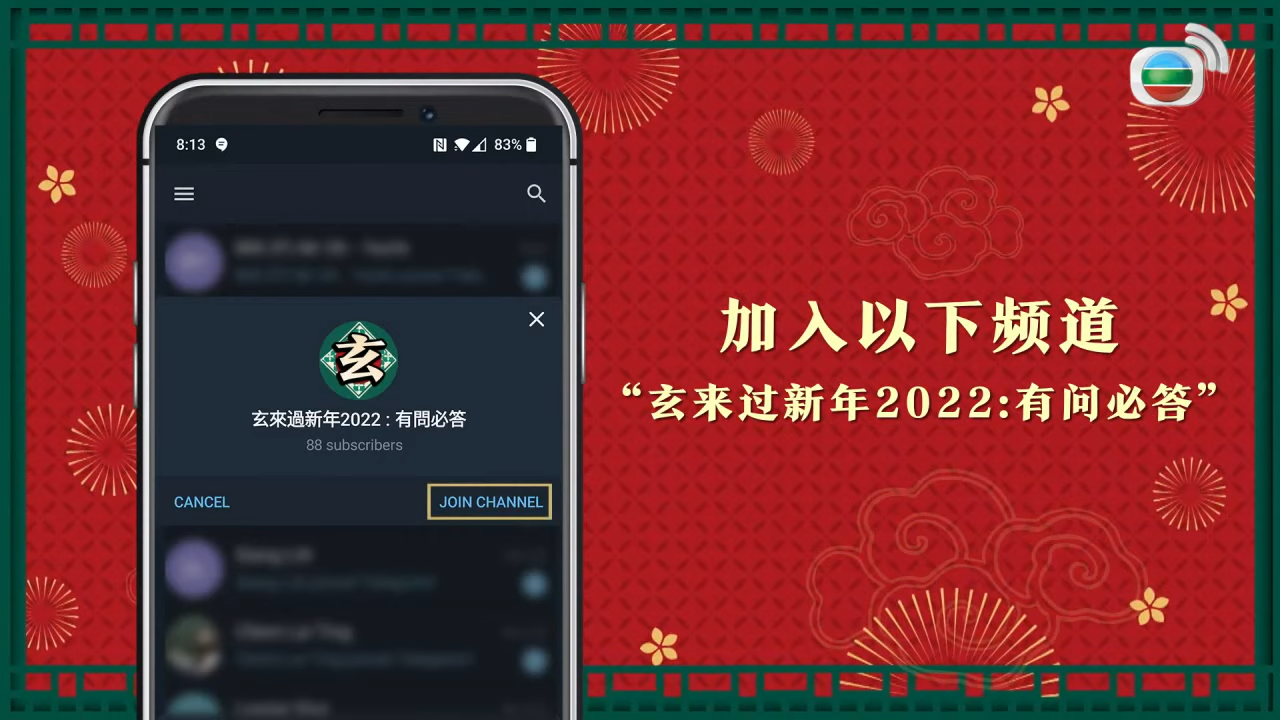 8:13
83%
玄
玄來過新年2022 : 有問必答
88 subscribers
CANCEL
JOIN CHANNEL
加入以下频道
“玄来过新年2022:有问必答”